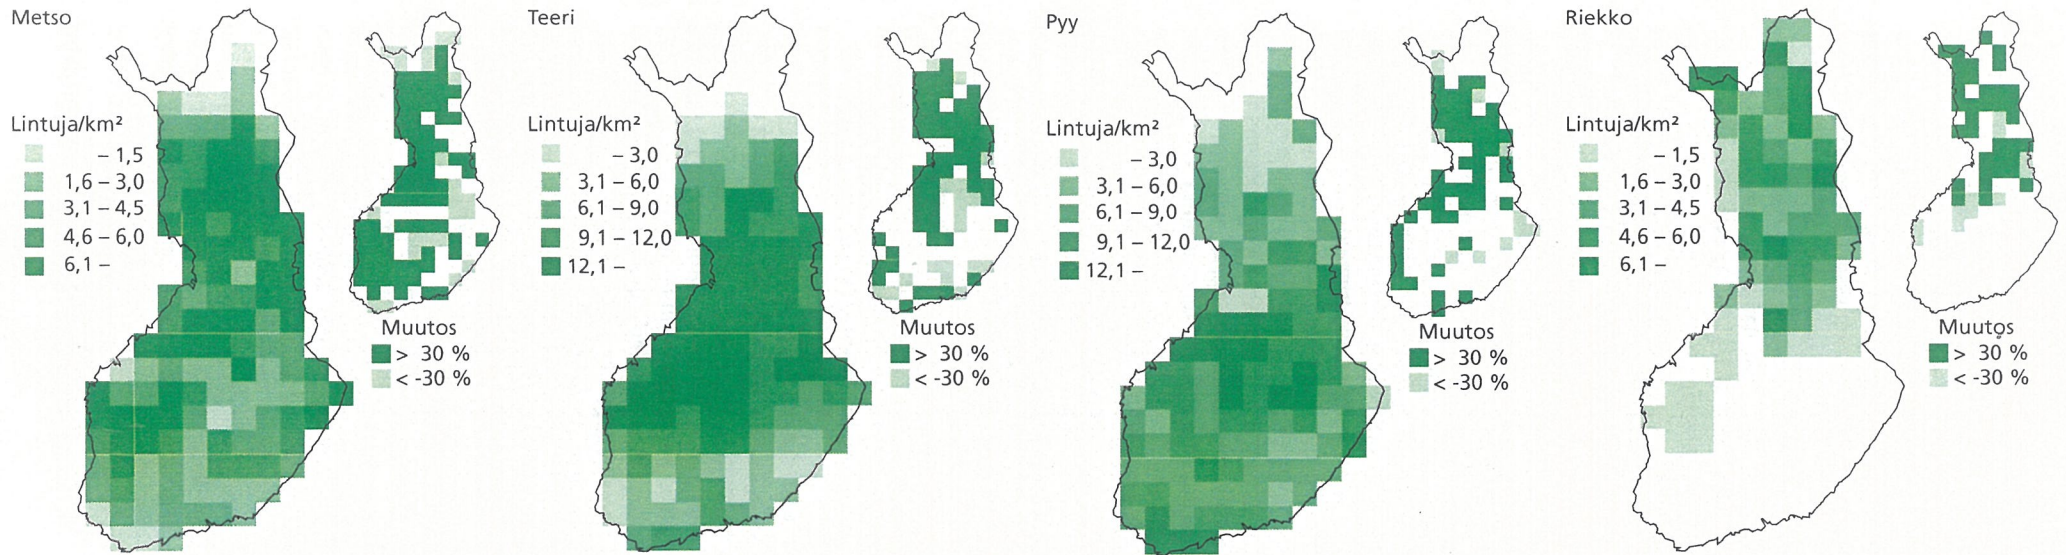 Metso
Lintuja/km²
– 1,5
1,6 – 3,0
3,1 – 4,5
4,6 – 6,0
6,1 –
Muutos
> 30 %
< -30 %
Teeri
Lintuja/km²
– 3,0
3,1 – 6,0
6,1 – 9,0
9,1 – 12,0
12,1 –
Muutos
> 30 %
< -30 %
Pyy
Lintuja/km²
– 3,0
3,1 – 6,0
6,1 – 9,0
9,1 – 12,0
12,1 –
Muutos
> 30 %
< -30 %
Riekko
Lintuja/km²
– 1,5
1,6 – 3,0
3,1 – 4,5
4,6 – 6,0
6,1 –
Muutos
> 30 %
< -30 %